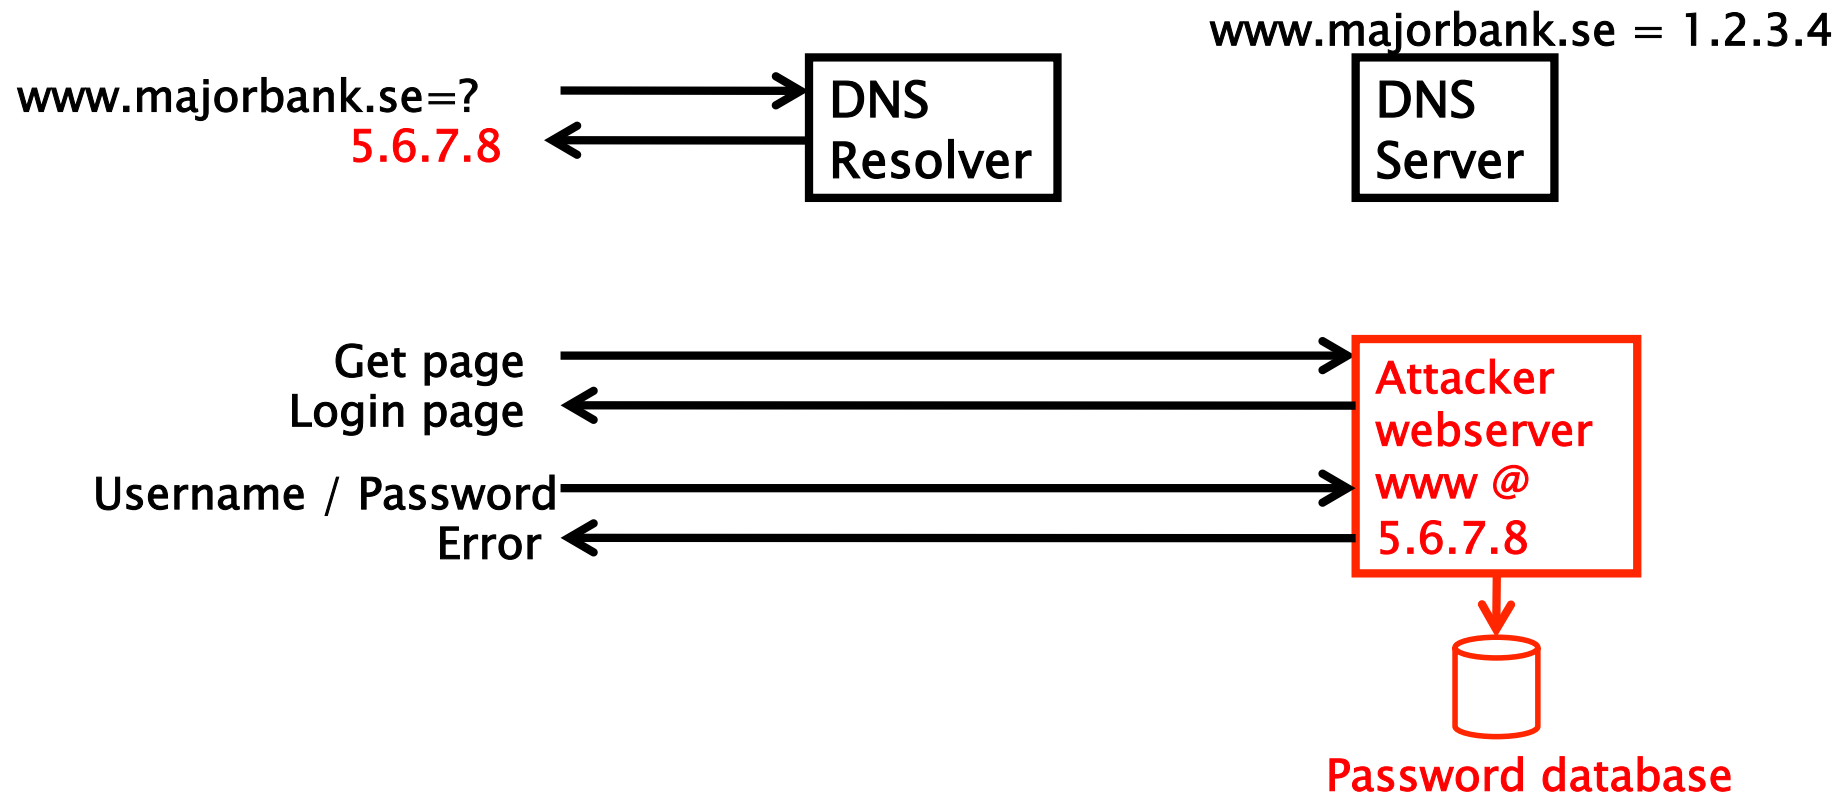 www.majorbank.se = 1.2.3.4
www.majorbank.se=?
5.6.7.8
DNS
Resolver
DNS
Server
Get page
Login page
Username / Password
Error
Attacker
webserver
www @
5.6.7.8
Password database